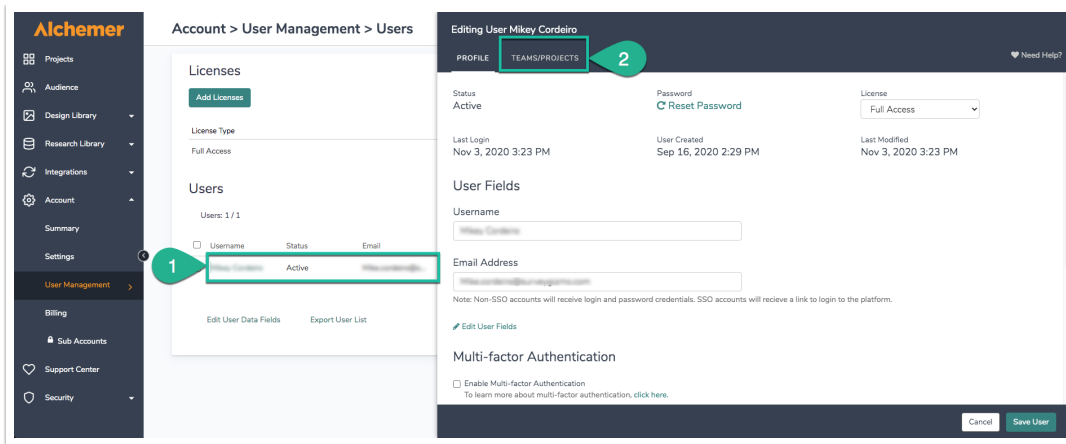 Alchemer
Projects
Audience
Design Library
Research Library
Integrations
Account
Summary
Settings
User Management
Billing
Sub Accounts
Support Center
Security
Account > User Management > Users
Licenses
Add Licenses
License Type
Full Access
Users
Users: 1 / 1
Username Status Email
1
Mikey Cordeiro Active
Edit User Data Fields Export User List
Editing User Mikey Cordeiro
PROFILE TEAMS/PROJECTS 2 Need Help?
Status Password License
Active Reset Password Full Access
Last Login User Created Last Modified
Nov 3, 2020 3:23 PM Sep 16, 2020 2:29 PM Nov 3, 2020 3:23 PM
User Fields
Username
Mikey Cordeiro
Email Address
Note: Non-SSO accounts will receive login and password credentials. SSO accounts will recieve a link to login to the platform.
Edit User Fields
Multi-factor Authentication
Enable Multi-factor Authentication
To learn more about multi-factor authentication, click here.
Cancel Save User